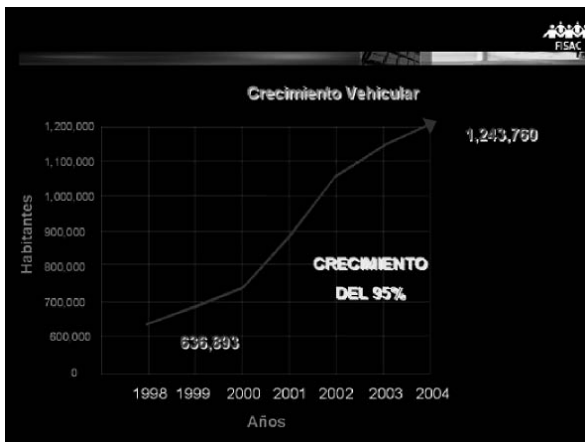 FISAC
Crecimiento Vehicular
1,200,000
1,243,760
1,100,000
1,000,000
900,000
800,000
700,000
600,000
0
Habitantes
CRECIMIENTO
DEL 95%
636,893
1998 1999 2000 2001 2002 2003 2004
Años